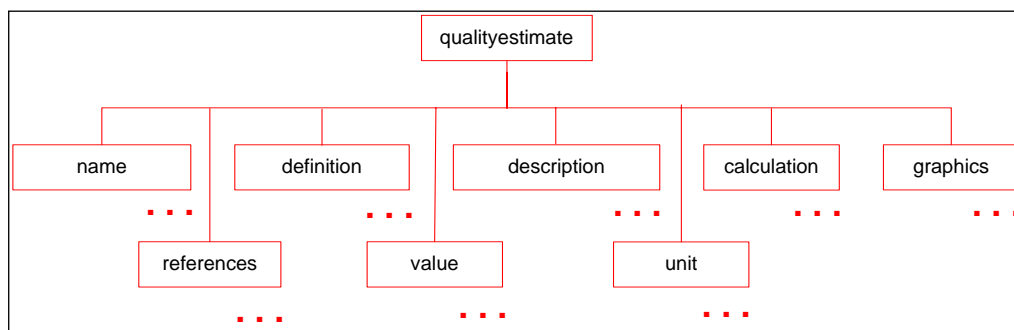 qualityestimate
name
definition
description
calculation
graphics
references
value
unit